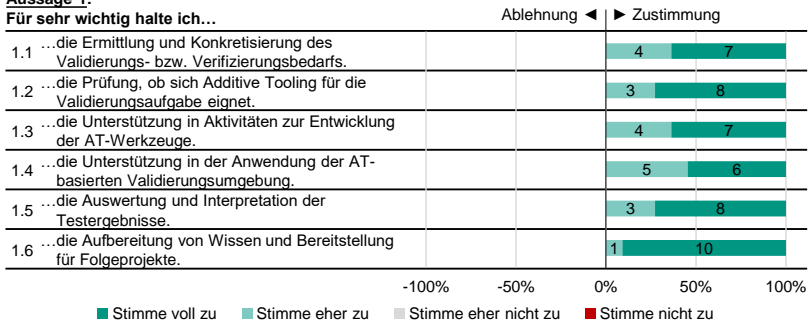 Aussage 1:
Für sehr wichtig halte ich… Ablehnung ◄ ► Zustimmung
1.1 …die Ermittlung und Konkretisierung des
Validierungs- bzw. Verifizierungsbedarfs.
4 7
1.2 …die Prüfung, ob sich Additive Tooling für die
Validierungsaufgabe eignet.
3 8
1.3 …die Unterstützung in Aktivitäten zur Entwicklung
der AT-Werkzeuge.
4 7
1.4 …die Unterstützung in der Anwendung der AT-
basierten Validierungsumgebung.
5 6
1.5 …die Auswertung und Interpretation der
Testergebnisse.
3 8
1.6 …die Aufbereitung von Wissen und Bereitstellung
für Folgeprojekte.
1 10
-100% -50% 0% 50% 100%
Stimme voll zu Stimme eher zu Stimme eher nicht zu Stimme nicht zu